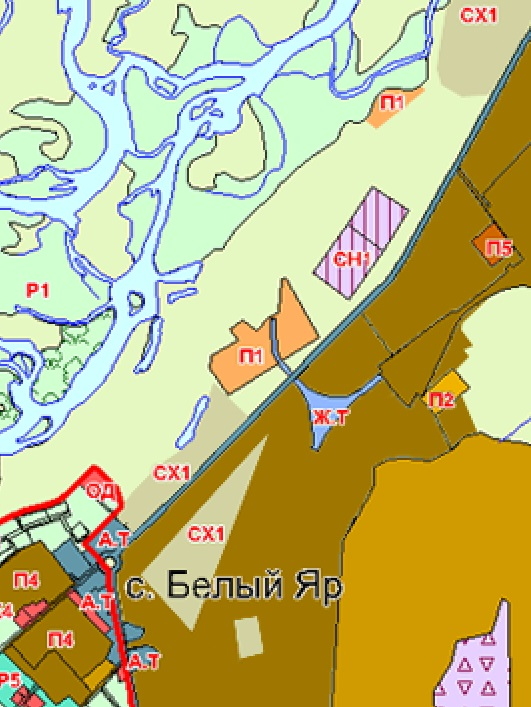 СХ1
П1
П5
СН1
Р1
П1
П2
Ж.Т
СХ1
ОД
СХ1
А.Т
с. Белый Яр
П4
А.Т
П4
А.Т
Р5